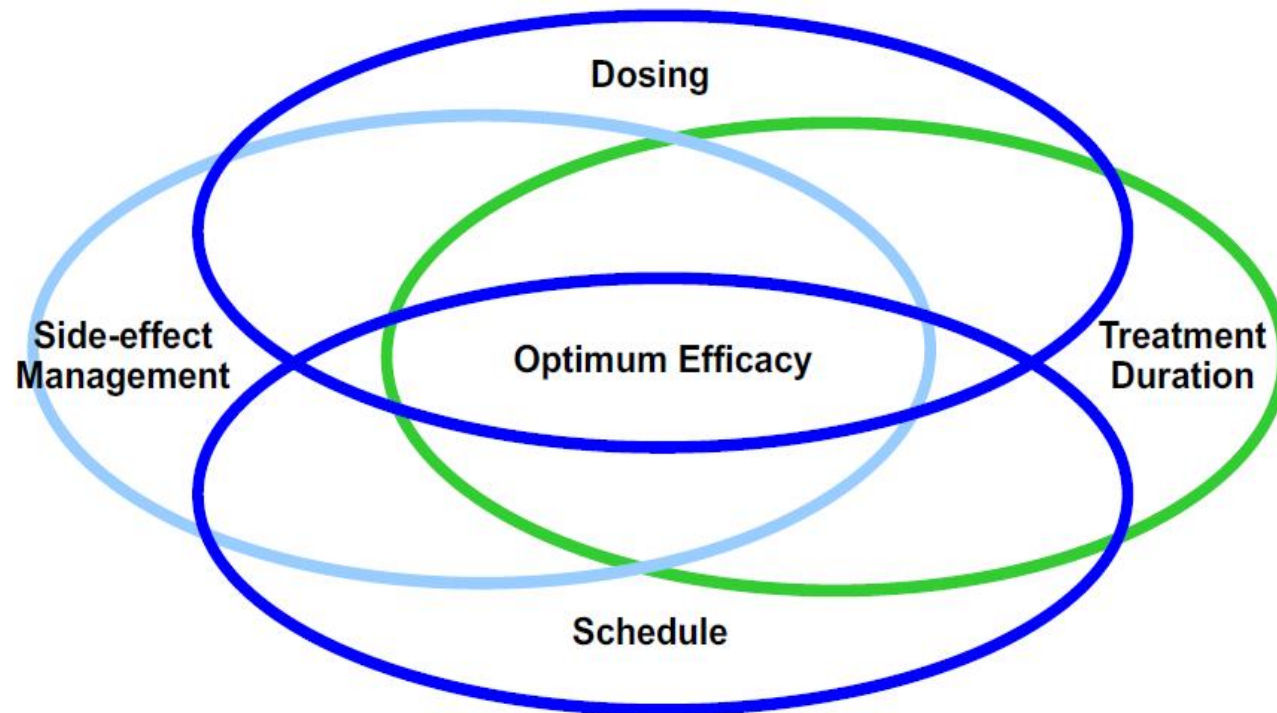 Dosing
Side-effect
Management
Optimum Efficacy
Treatment
Duration
Schedule